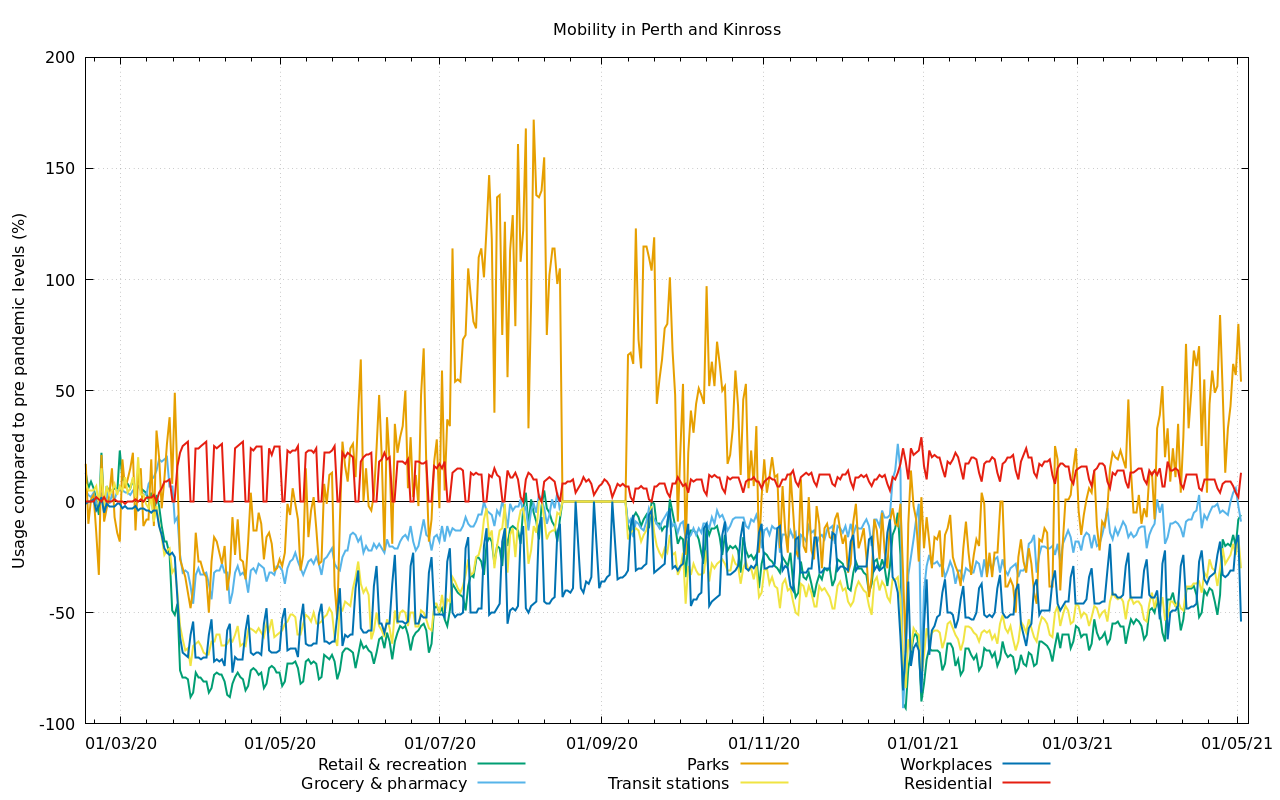 Mobility in Perth and Kinross
Usage compared to pre pandemic levels (%)
200
150
100
50
0
-50
-100
01/03/20 01/05/20 01/07/20 01/09/20 01/11/20 01/01/21 01/03/21 01/05/21
Retail & recreation Parks Workplaces
Grocery & pharmacy Transit stations Residential